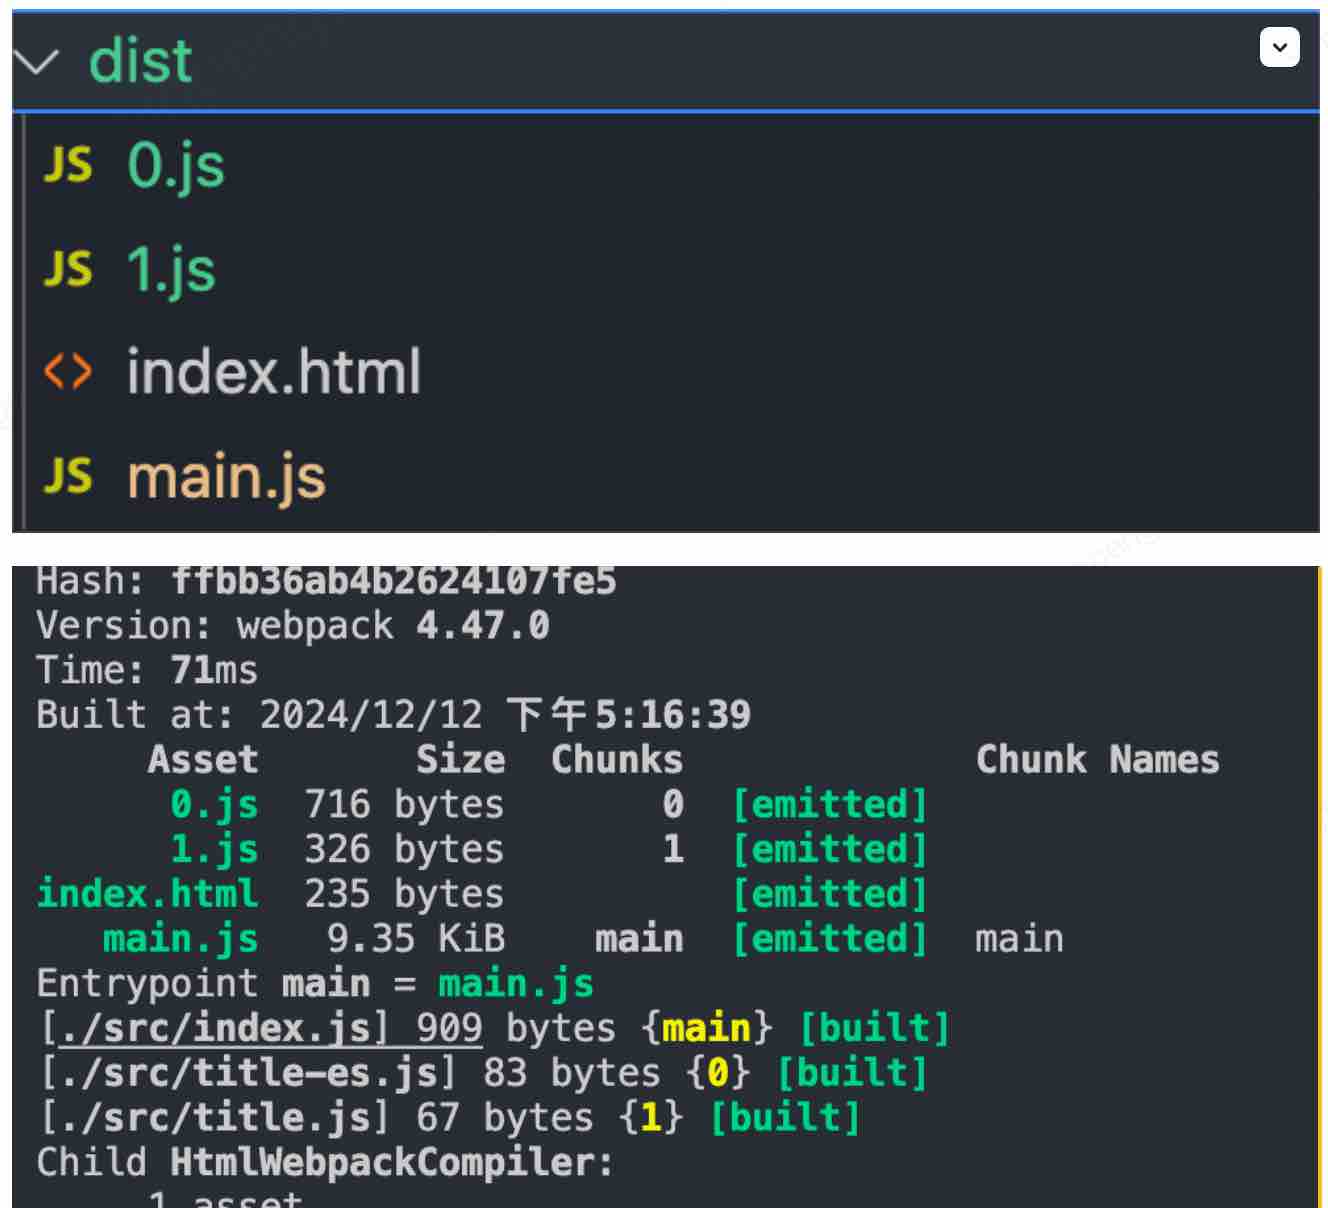 dist
JS 0.js
JS 1.js
<> index.html
JS main.js
Hash: ffbb36ab4b2624107fe5
Version: webpack 4.47.0
Time: 71ms
Built at: 2024/12/12 下午5:16:39
Asset Size Chunks Chunk Names
0.js 716 bytes 0 [emitted]
1.js 326 bytes 1 [emitted]
index.html 235 bytes [emitted]
main.js 9.35 KiB main [emitted] main
Entrypoint main = main.js
[./src/index.js] 909 bytes {main} [built]
[./src/title-es.js] 83 bytes {0} [built]
[./src/title.js] 67 bytes {1} [built]
Child HtmlWebpackCompiler:
1 asset